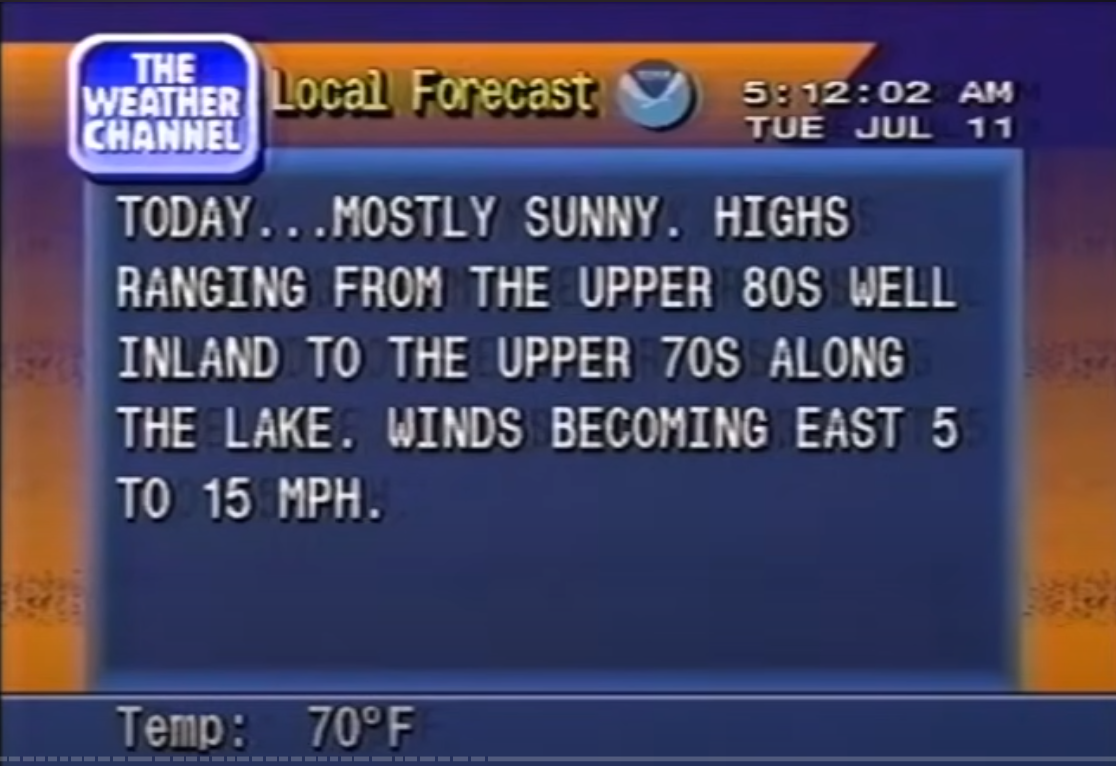 THE
WEATHER
CHANNEL
Local Forecast
5:12:02 AM
TUE JUL 11
TODAY...MOSTLY SUNNY. HIGHS
RANGING FROM THE UPPER 80S WELL
INLAND TO THE UPPER 70S ALONG
THE LAKE. WINDS BECOMING EAST 5
TO 15 MPH.
Temp: 70°F